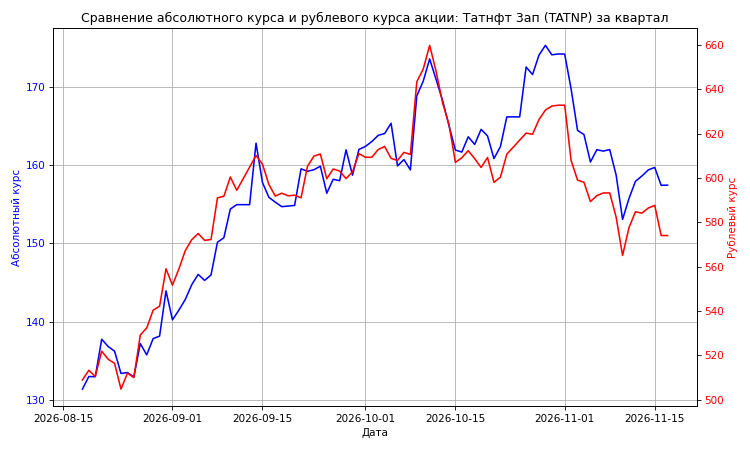 Сравнение абсолютного курса и рублевого курса акции: Татнфт 3ап (TATNP) за квартал
170
160
150
140
130
Абсолютный курс
660
640
620
600
580
560
540
520
500
Рублевый курс
2026-08-15 2026-09-01 2026-09-15 2026-10-01 2026-10-15 2026-11-01 2026-11-15
Дата